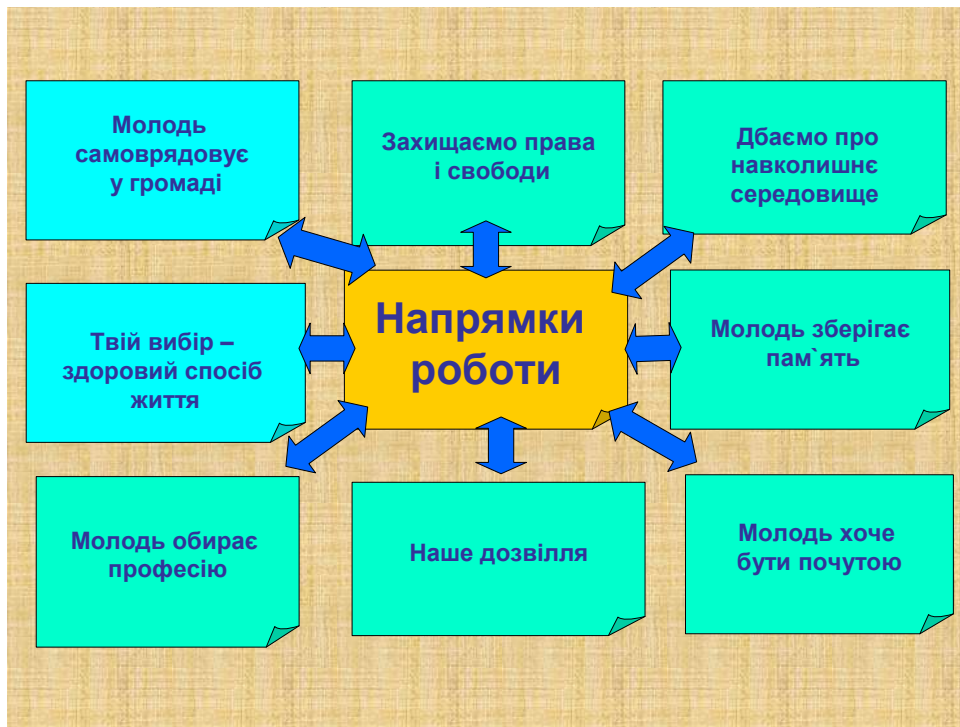 Молодь
самоврядовує
у громаді
Захищаємо права
і свободи
Дбаємо про
навколишнє
середовище
Твій вибір –
здоровий спосіб
життя
Напрямки
роботи
Молодь зберігає
пам`ять
Молодь обирає
професію
Наше дозвілля
Молодь хоче
бути почутою